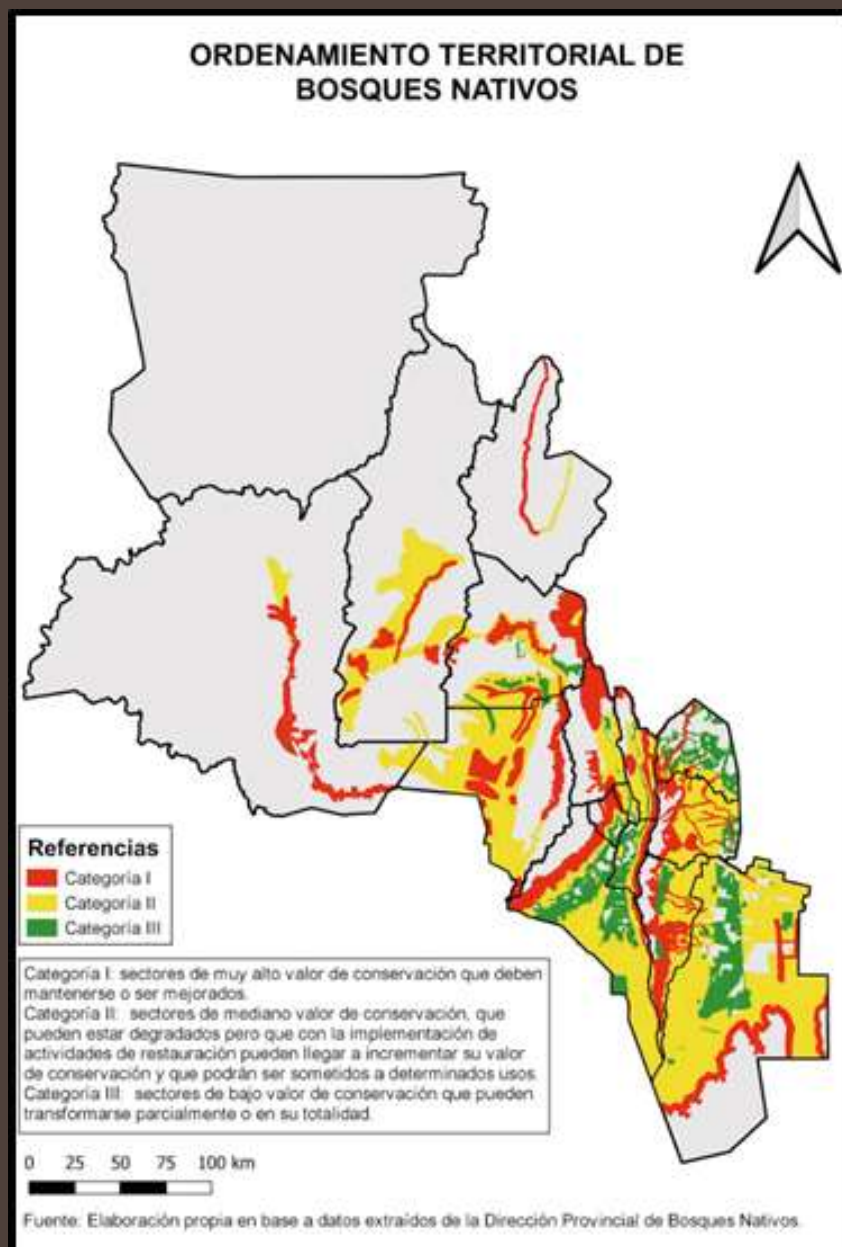 ORDENAMIENTO TERRITORIAL DE
BOSQUES NATIVOS
Referencias
Categoría I
Categoría II
Categoría III
Categoría I: sectores de muy alto valor de conservación que deben
mantenerse o ser mejorados.
Categoría II: sectores de mediano valor de conservación, que
pueden estar degradados pero que con la implementación de
actividades de restauración pueden llegar a incrementar su valor
de conservación y que podrán ser sometidos a determinados usos.
Categoría III: sectores de bajo valor de conservación que pueden
transformarse parcialmente o en su totalidad.
0 25 50 75 100 km
Fuente: Elaboración propia en base a datos extraídos de la Dirección Provincial de Bosques Nativos.